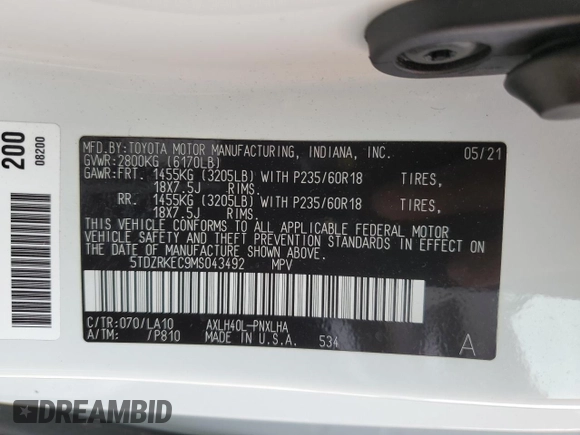 200
08200
MFD.BY:TOYOTA MOTOR MANUFACTURING, INDIANA, INC. 05/21
GVWR:2800KG (6170LB)
GAWR:FRT. 1455KG (3205LB) WITH P235/60R18 TIRES,
18X7.5J RIMS.
RR. 1455KG (3205LB) WITH P235/60R18 TIRES,
18X7.5J RIMS.
THIS VEHICLE CONFORMS TO ALL APPLICABLE FEDERAL MOTOR
VEHICLE SAFETY, BUMPER, AND THEFT PREVENTION STANDARDS
IN EFFECT ON THE DATE OF MANUFACTURE SHOWN ABOVE.
5TDZRKEC9MS043492 MPV
C/TR:070/LA10 AXLH40L-PNXLHA
A/TM: /P810 MADE IN U.S.A. 534 A
DREAMBID